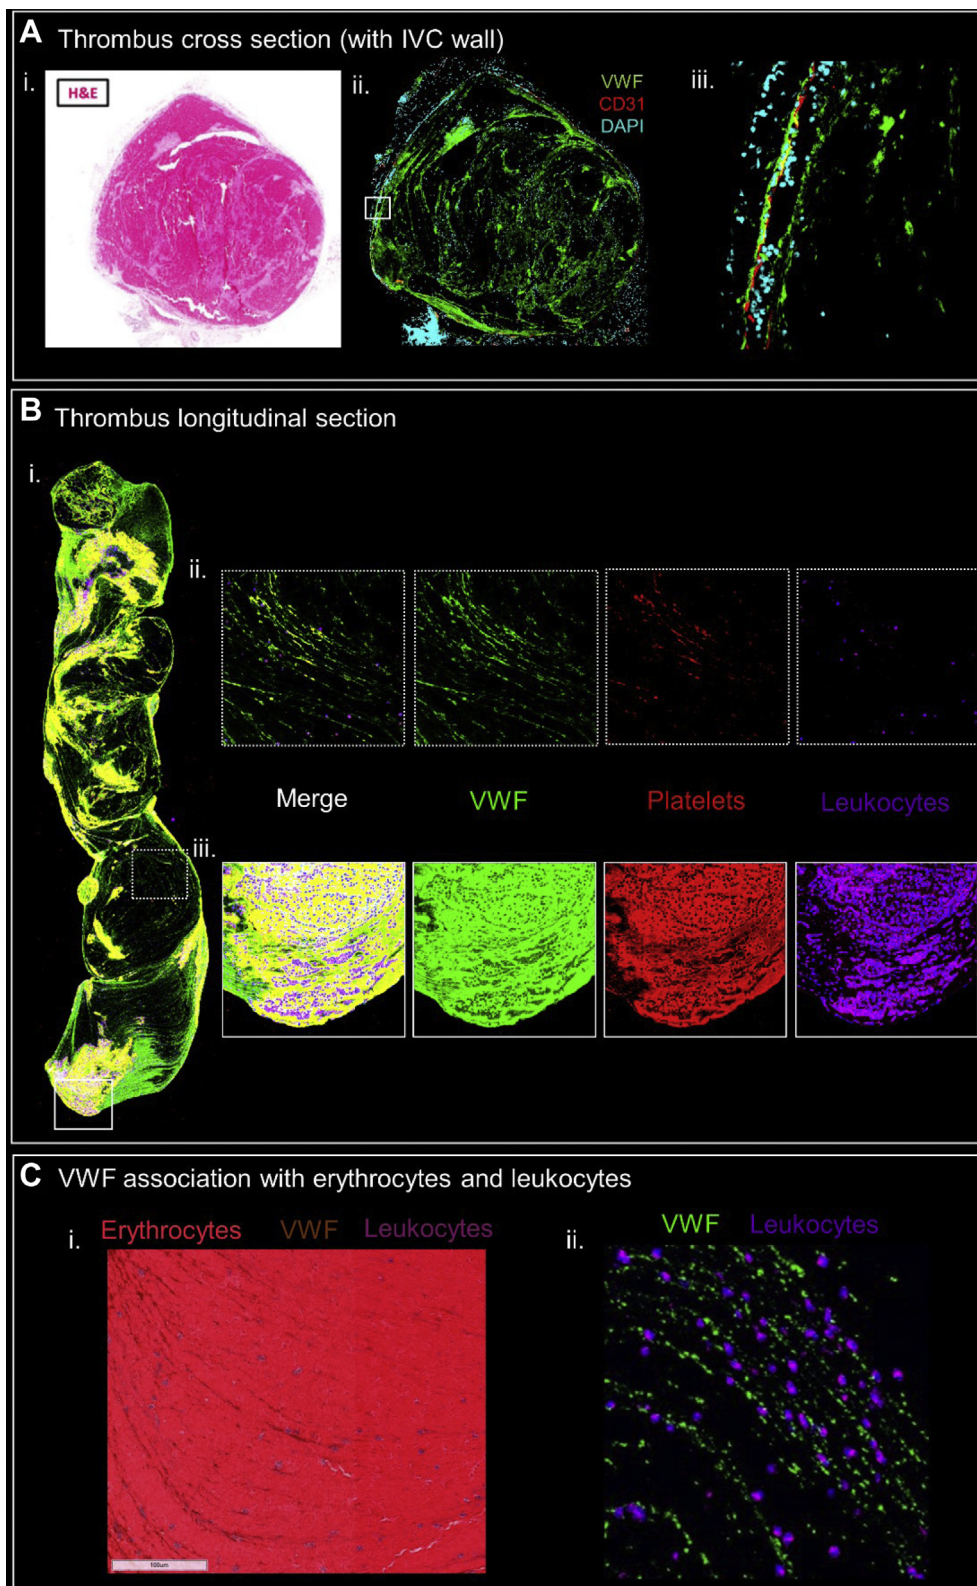 A Thrombus cross section (with IVC wall)
i.
H&E
ii.
VWF
CD31
DAPI
iii.
B Thrombus longitudinal section
i.
ii.
Merge VWF Platelets Leukocytes
iii.
C VWF association with erythrocytes and leukocytes
i.
Erythrocytes VWF Leukocytes
ii.
VWF Leukocytes
100um